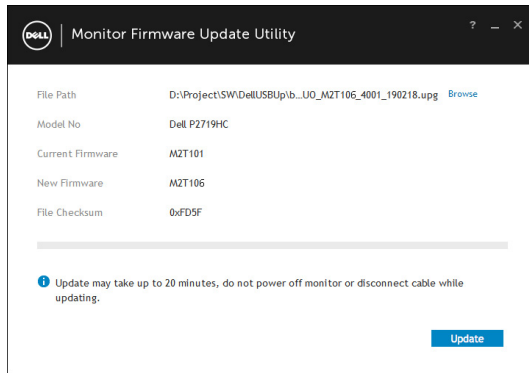 DELL
Monitor Firmware Update Utility
?
File Path D:\Project\SW\DellUSBUp\b...UO_M2T106_4001_190218.upg Browse
Model No Dell P2719HC
Current Firmware M2T101
New Firmware M2T106
File Checksum 0xFD5F
Update may take up to 20 minutes, do not power off monitor or disconnect cable while
updating.
Update